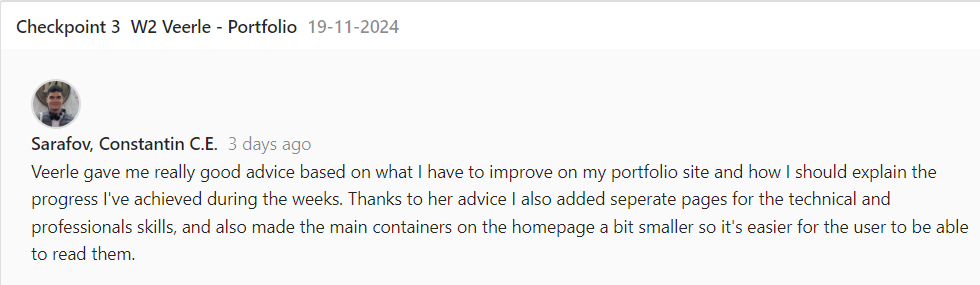 Checkpoint 3 W2 Veerle - Portfolio 19-11-2024
Sarafov, Constantin C.E. 3 days ago
Veerle gave me really good advice based on what I have to improve on my portfolio site and how I should explain the
progress I've achieved during the weeks. Thanks to her advice I also added seperate pages for the technical and
professionals skills, and also made the main containers on the homepage a bit smaller so it's easier for the user to be able
to read them.